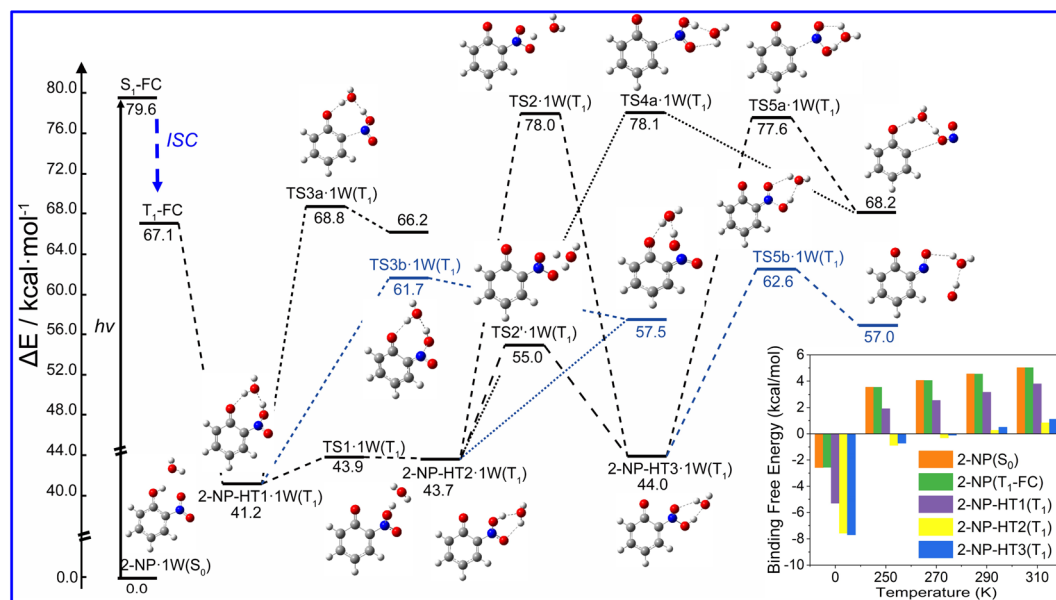 ΔE / kcal·mol⁻¹
80.0
76.0
72.0
68.0
64.0
60.0
56.0
52.0
48.0
44.0
40.0
0.0
hν
S₁-FC
79.6
ISC
T₁-FC
67.1
2-NP·1W(S₀)
0.0
2-NP-HT1·1W(T₁)
41.2
TS1·1W(T₁)
43.9
TS3a·1W(T₁)
68.8
66.2
TS3b·1W(T₁)
61.7
2-NP-HT2·1W(T₁)
43.7
TS2·1W(T₁)
78.0
TS2'·1W(T₁)
55.0
57.5
TS4a·1W(T₁)
78.1
2-NP-HT3·1W(T₁)
44.0
TS5a·1W(T₁)
77.6
68.2
TS5b·1W(T₁)
62.6
57.0
Binding Free Energy (kcal/mol)
6
4
2
0
-2
-4
-6
-8
-10
2-NP(S₀)
2-NP(T₁-FC)
2-NP-HT1(T₁)
2-NP-HT2(T₁)
2-NP-HT3(T₁)
0 250 270 290 310
Temperature (K)